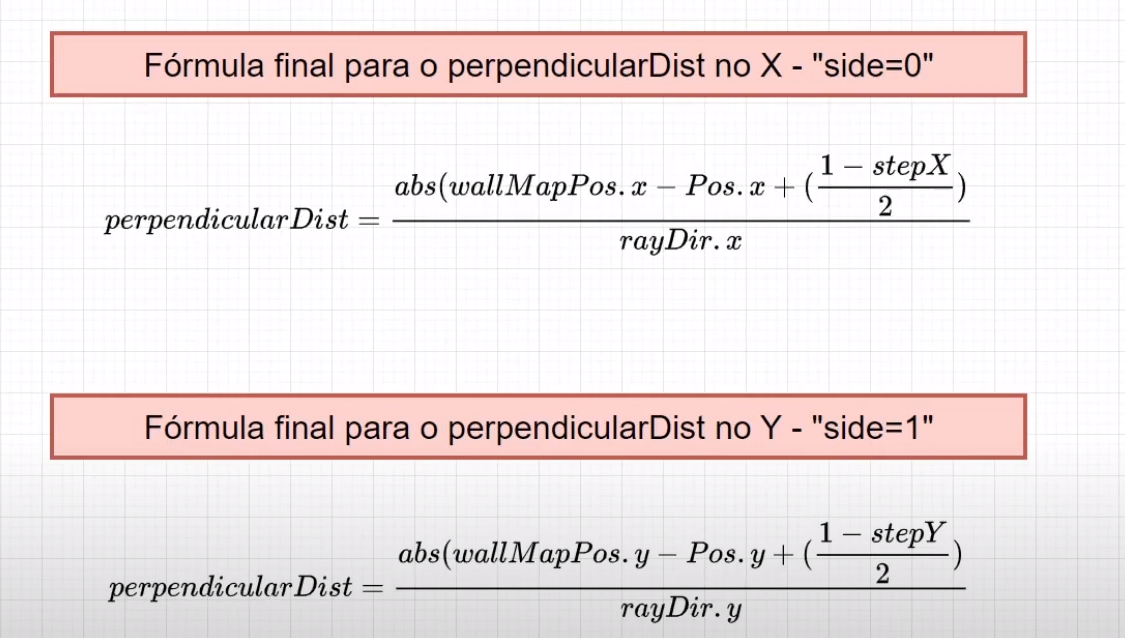 Fórmula final para o perpendicularDist no X - "side=0"
perpendicularDist = \frac{abs(wallMapPos.x - Pos.x + (\frac{1 - stepX}{2})}{rayDir.x}
Fórmula final para o perpendicularDist no Y - "side=1"
perpendicularDist = \frac{abs(wallMapPos.y - Pos.y + (\frac{1 - stepY}{2})}{rayDir.y}